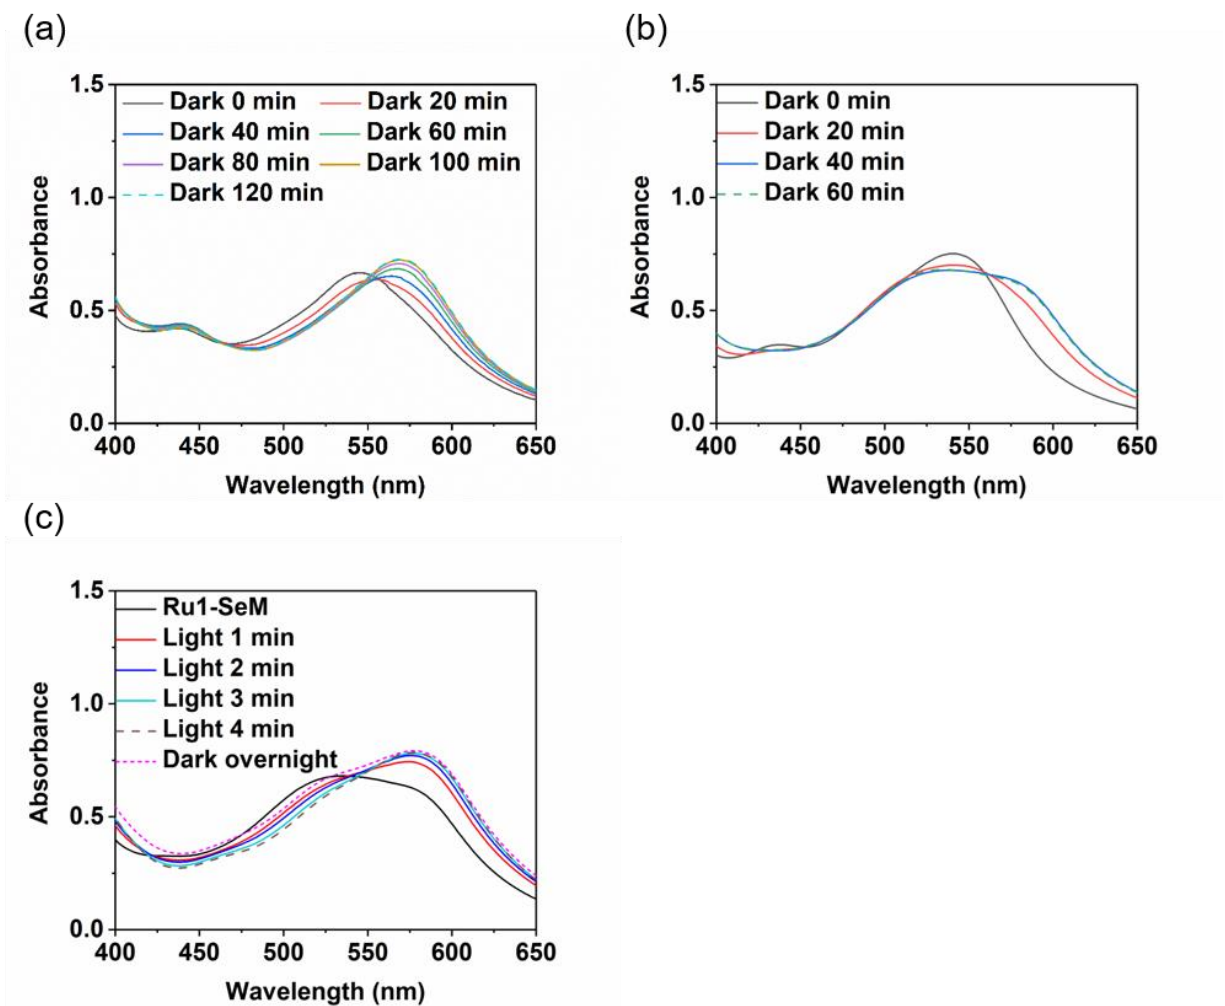 (a)
1.5
1.0
0.5
0.0
Absorbance
Dark 0 min Dark 20 min
Dark 40 min Dark 60 min
Dark 80 min Dark 100 min
Dark 120 min
400 450 500 550 600 650
Wavelength (nm)
(b)
1.5
1.0
0.5
0.0
Absorbance
Dark 0 min
Dark 20 min
Dark 40 min
Dark 60 min
400 450 500 550 600 650
Wavelength (nm)
(c)
1.5
1.0
0.5
0.0
Absorbance
Ru1-SeM
Light 1 min
Light 2 min
Light 3 min
Light 4 min
Dark overnight
400 450 500 550 600 650
Wavelength (nm)